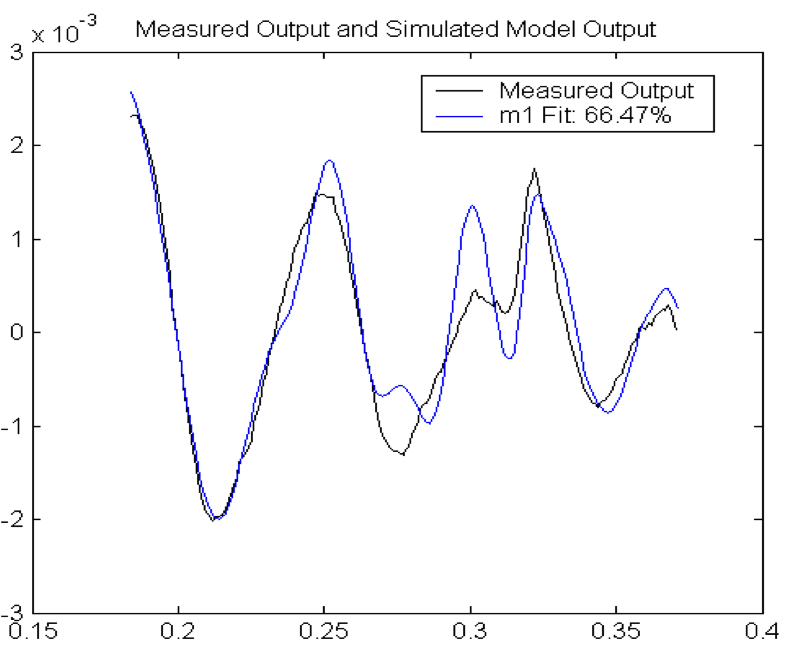 x 10^-3 Measured Output and Simulated Model Output
3
Measured Output
m1 Fit: 66.47%
2
1
0
-1
-2
-3
0.15 0.2 0.25 0.3 0.35 0.4